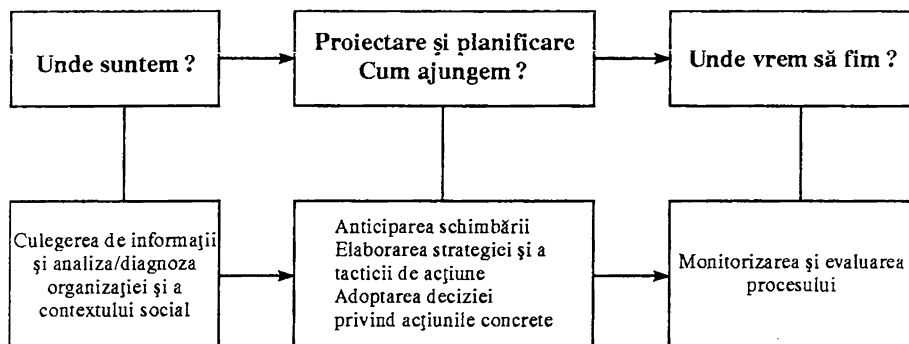 Unde suntem ?
Proiectare și planificare
Cum ajungem ?
Unde vrem să fim ?
Culegerea de informații
și analiza/diagnoza
organizației și a
contextului social
Anticiparea schimbării
Elaborarea strategiei și a
tacticii de acțiune
Adoptarea deciziei
privind acțiunile concrete
Monitorizarea și evaluarea
procesului